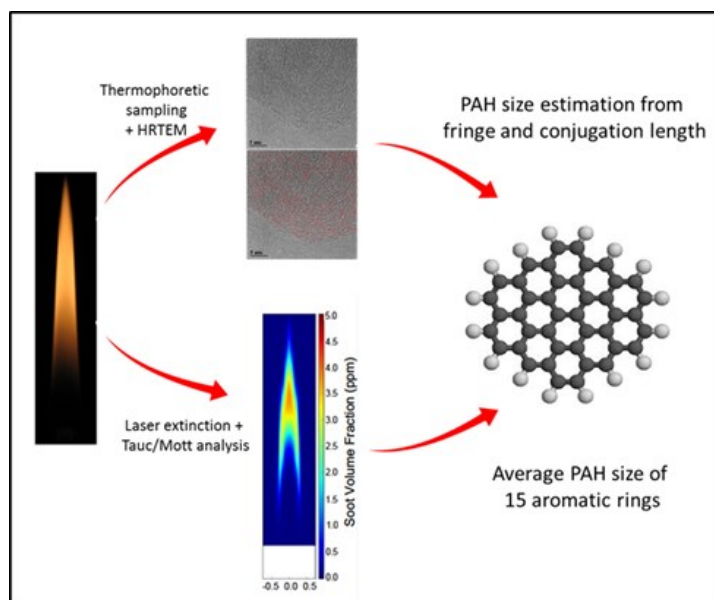 Thermophoretic
sampling
+ HRTEM
PAH size estimation from
fringe and conjugation length
Laser extinction +
Tauc/Mott analysis
5.0
4.5
4.0
3.5
3.0
2.5
2.0
1.5
1.0
0.5
0.0
Soot Volume Fraction (ppm)
-0.5 0.0 0.5
Average PAH size of
15 aromatic rings